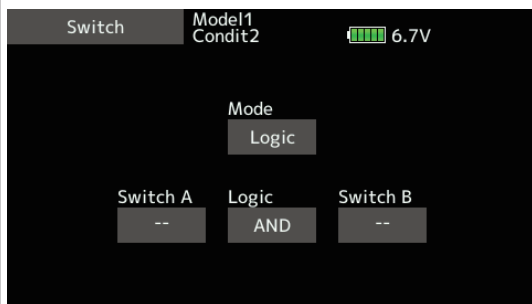 Switch
Model1
Condit2
6.7V
Mode
Logic
Switch A Logic Switch B
-- AND --